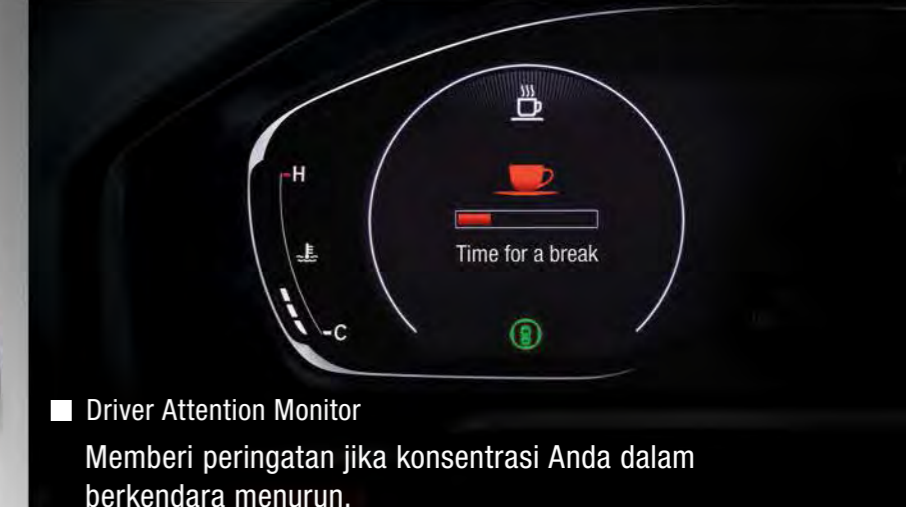 H
Time for a break
C
Driver Attention Monitor
Memberi peringatan jika konsentrasi Anda dalam
berkendara menurun.